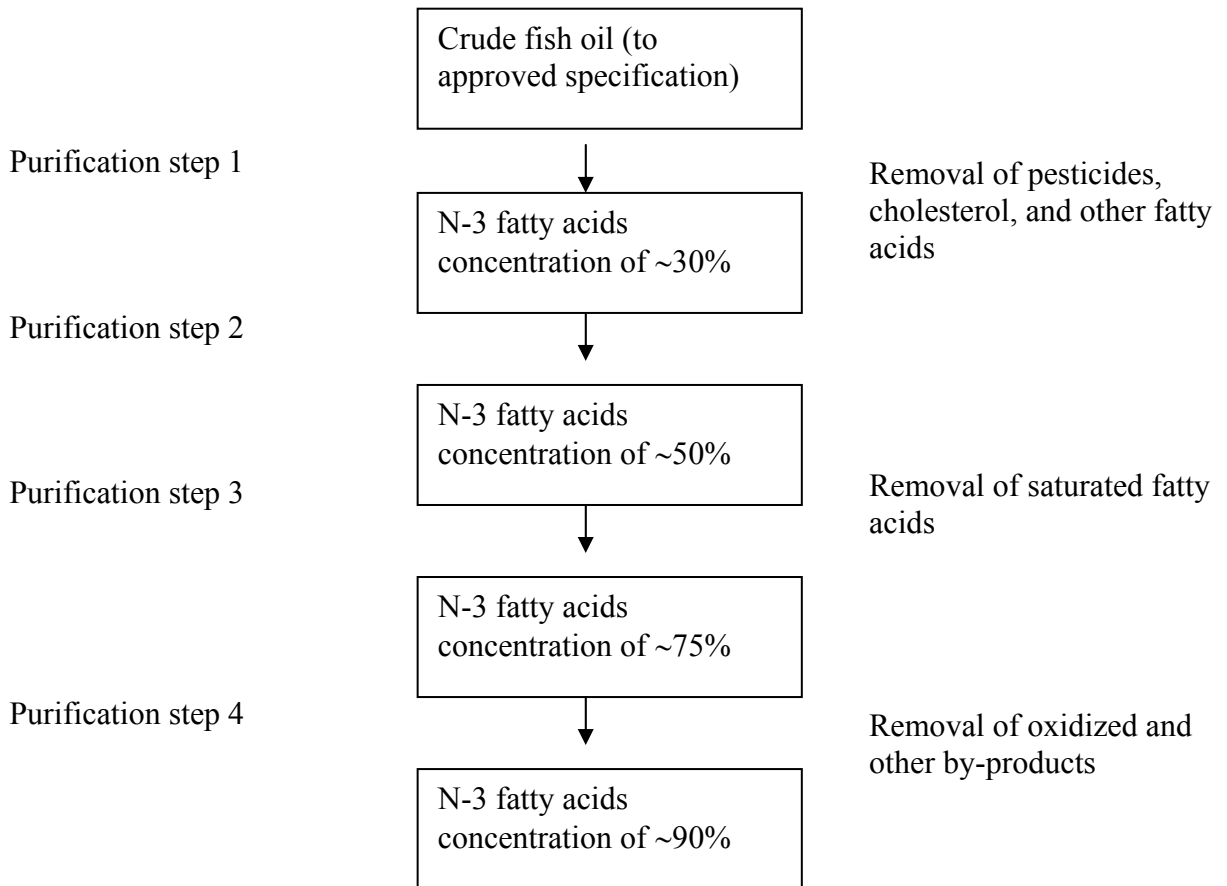 Crude fish oil (to
approved specification)
Purification step 1
Removal of pesticides,
cholesterol, and other fatty
acids
N-3 fatty acids
concentration of ~30%
Purification step 2
N-3 fatty acids
concentration of ~50%
Purification step 3
Removal of saturated fatty
acids
N-3 fatty acids
concentration of ~75%
Purification step 4
Removal of oxidized and
other by-products
N-3 fatty acids
concentration of ~90%